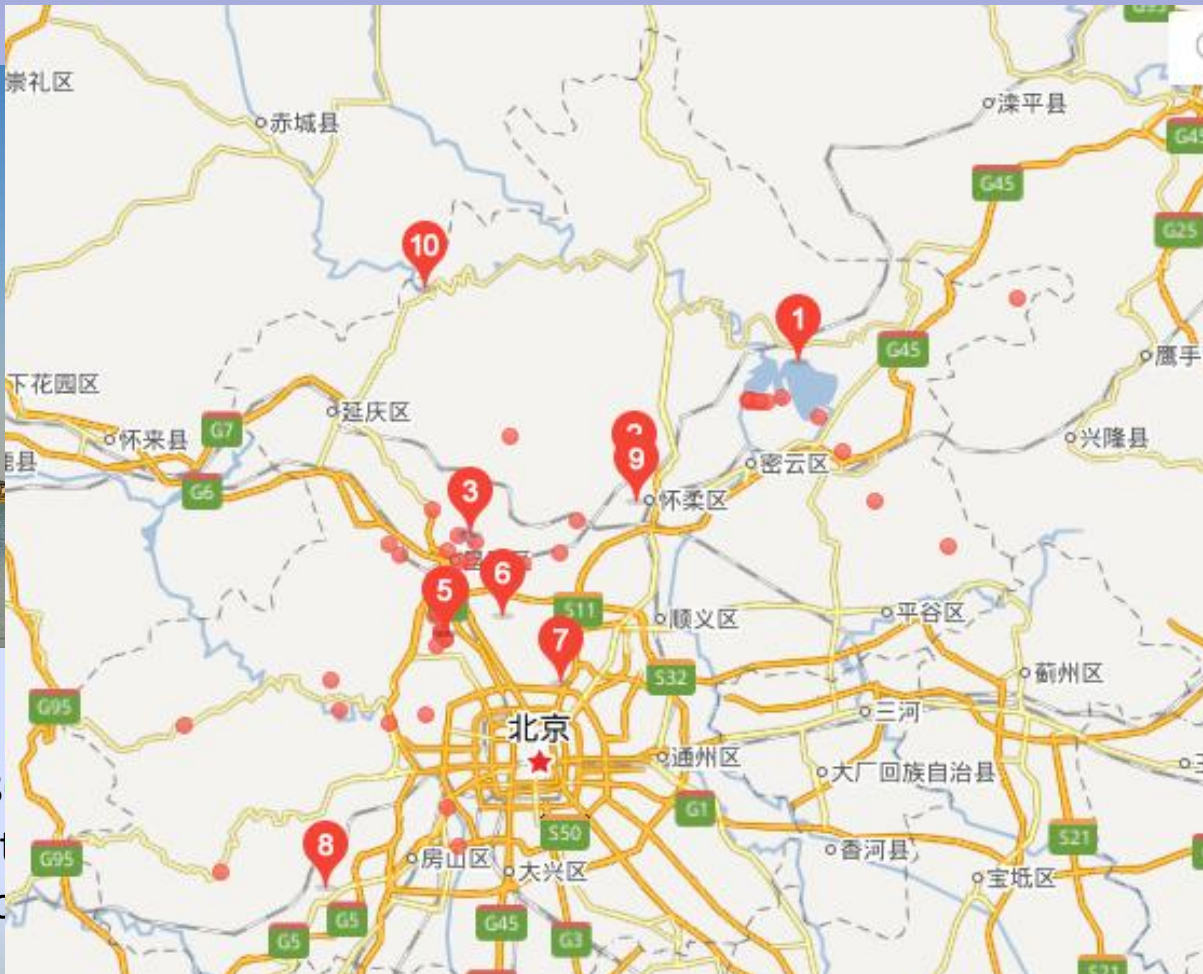 G95
崇礼区
滦平县
赤城县
G45
G45
G25
10
1
G45
鹰手
下花园区
延庆区
G7
怀来县
兴隆县
9
密云区
3
G6
怀柔区
6
5
S11
平谷区
顺义区
7
蓟州区
S32
G95
三河
北京
通州区
大厂回族自治县
G1
S50
S21
8
G95
房山区
香河县
大兴区
宝坻区
G5
G45
G5
G3